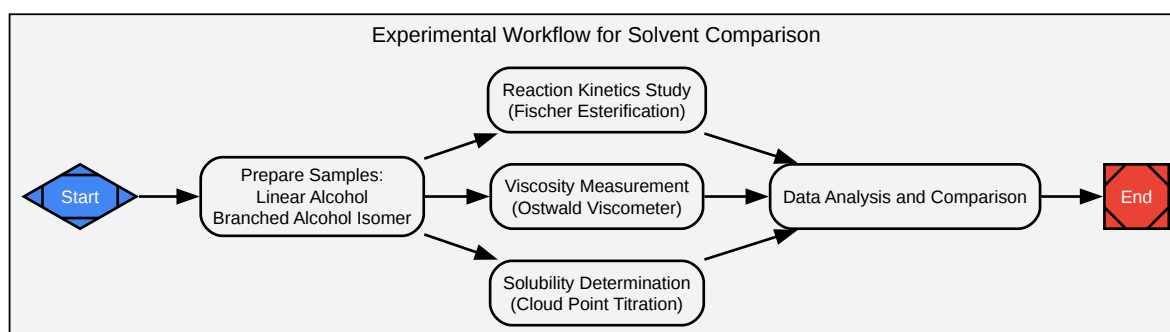 Experimental Workflow for Solvent Comparison
Start
Prepare Samples:
Linear Alcohol
Branched Alcohol Isomer
Reaction Kinetics Study
(Fischer Esterification)
Viscosity Measurement
(Ostwald Viscometer)
Solubility Determination
(Cloud Point Titration)
Data Analysis and Comparison
End